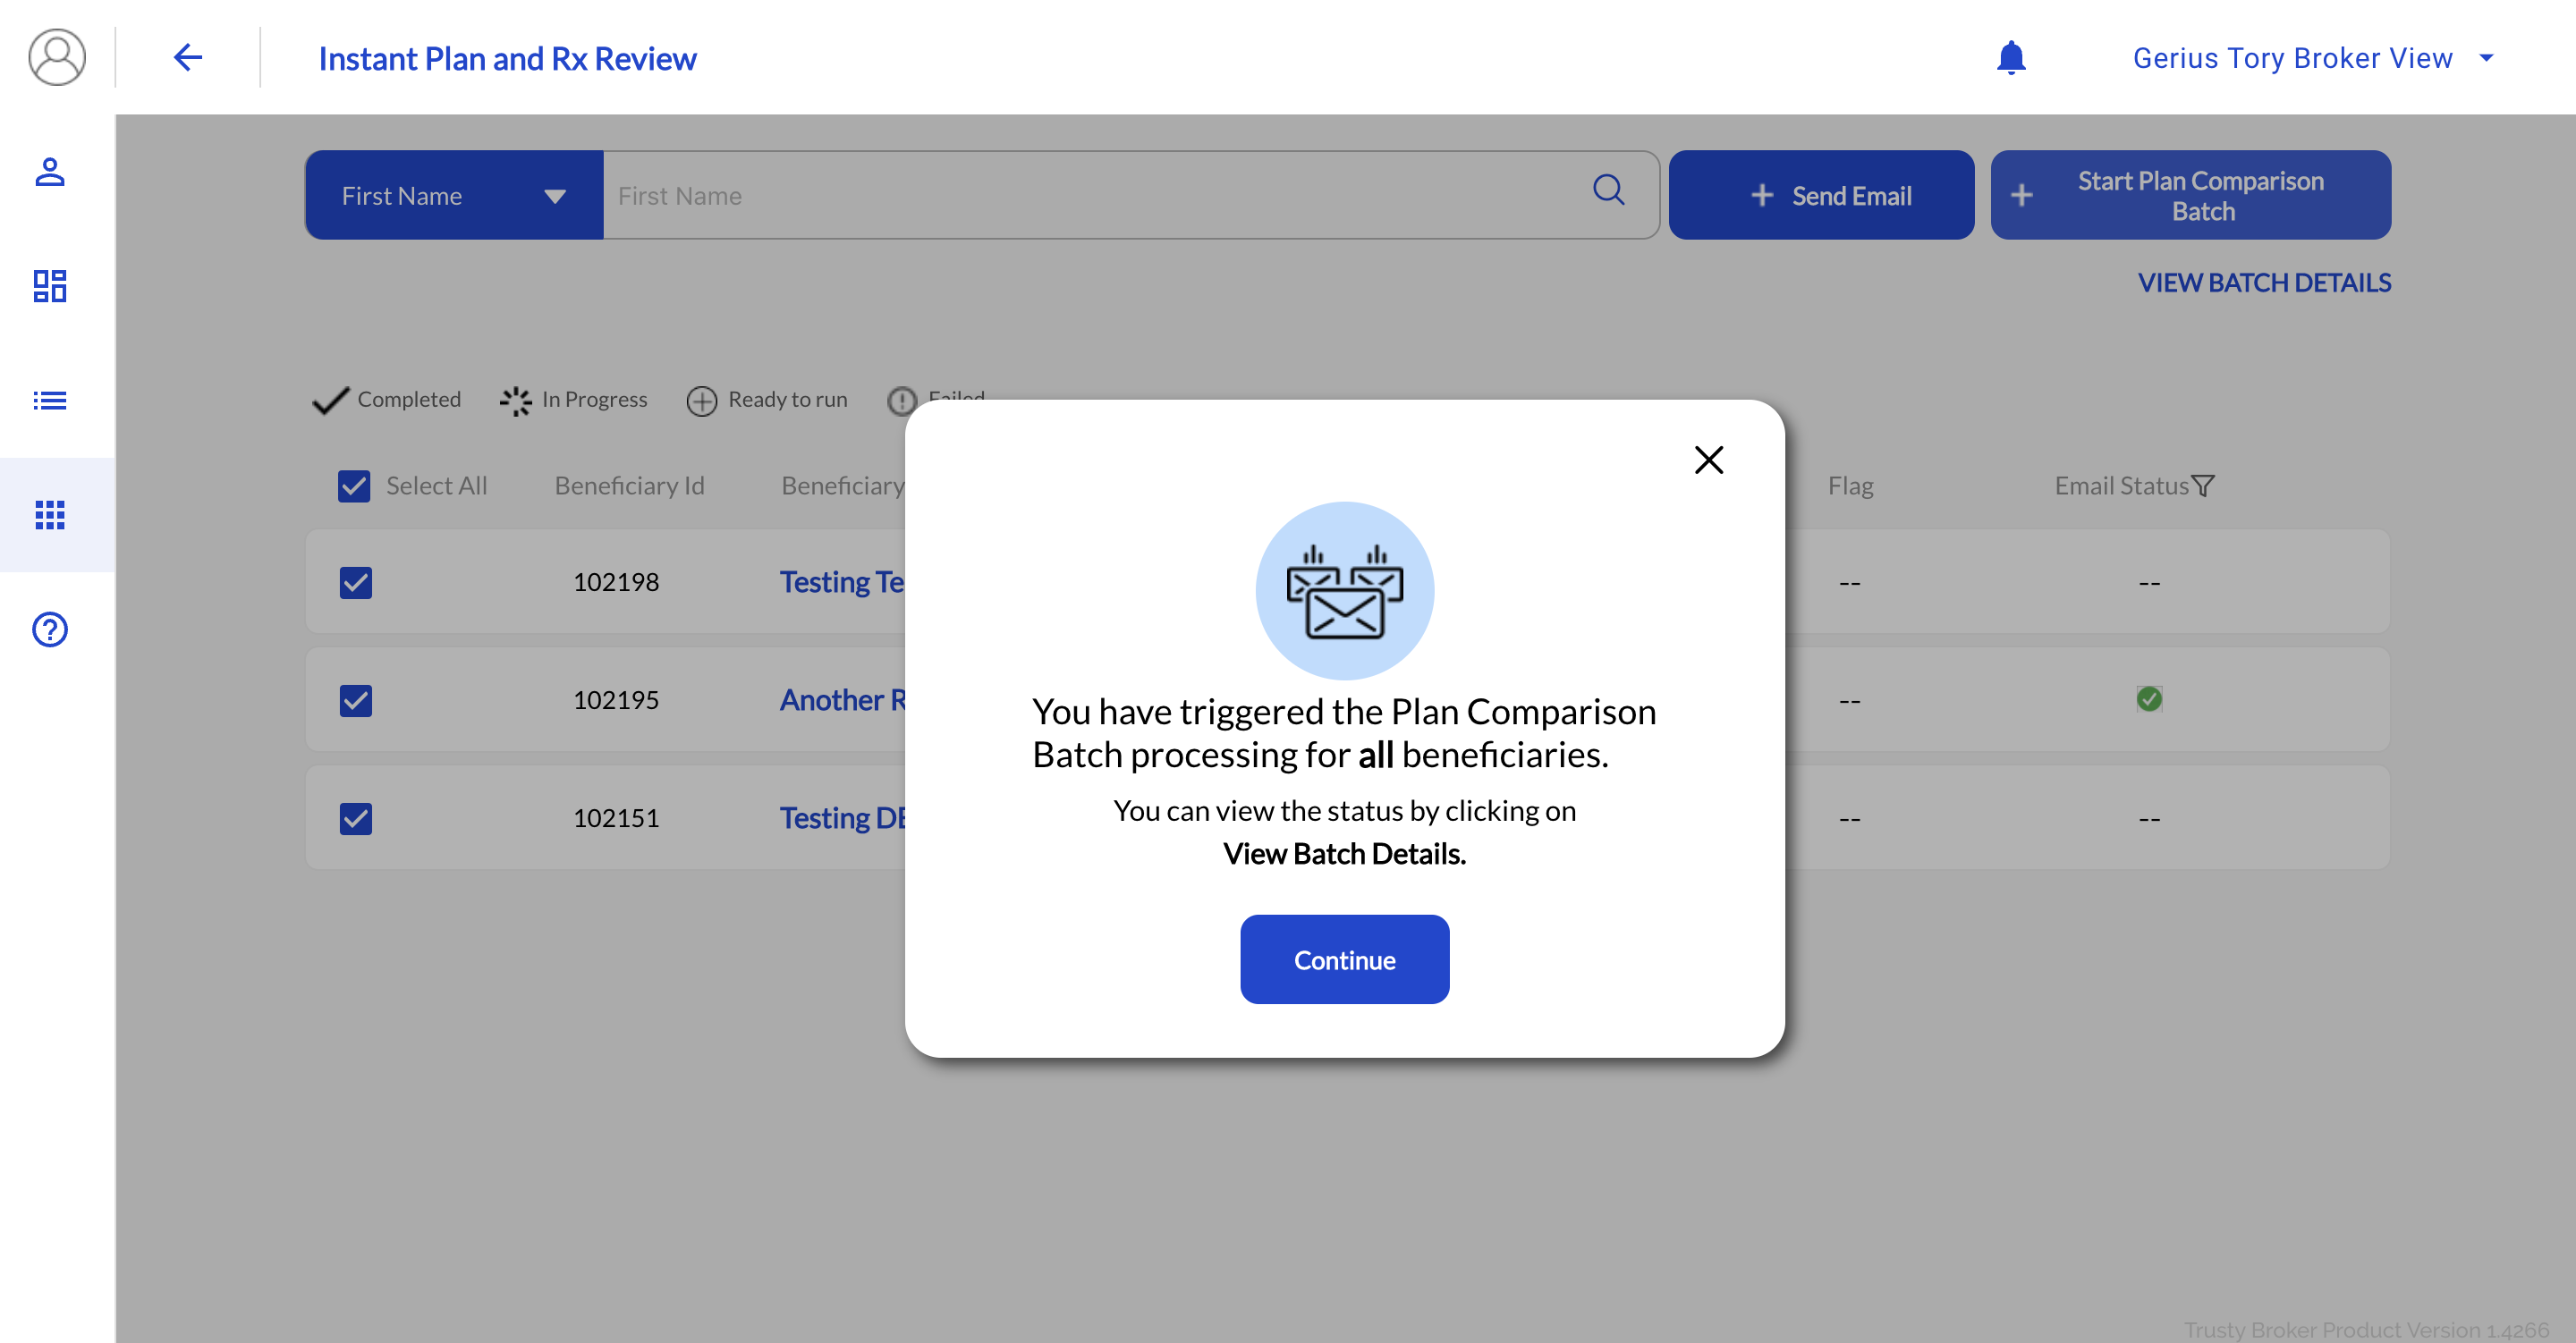 Instant Plan and Rx Review
Gerius Tory Broker View
First Name
First Name
Send Email
Start Plan Comparison
Batch
VIEW BATCH DETAILS
Completed
In Progress
Ready to run
Failed
Select All
Beneficiary Id
Beneficiary
Flag
Email Status
102198
Testing Te
--
--
102195
Another R
--
102151
Testing DE
--
--
You have triggered the Plan Comparison
Batch processing for all beneficiaries.
You can view the status by clicking on
View Batch Details.
Continue
Trusty Broker Product Version 1.4266